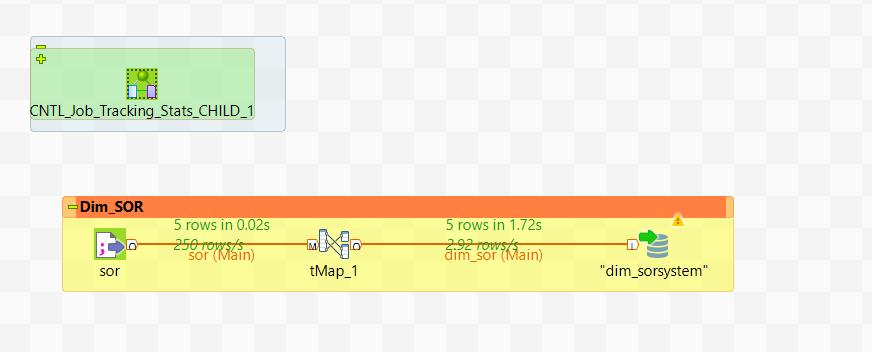 CNTL_Job_Tracking_Stats_CHILD_1
Dim_SOR
5 rows in 0.02s
250 rows/s
sor (Main)
5 rows in 1.72s
2.92 rows/s
dim_sor (Main)
sor
tMap_1
"dim_sorsystem"